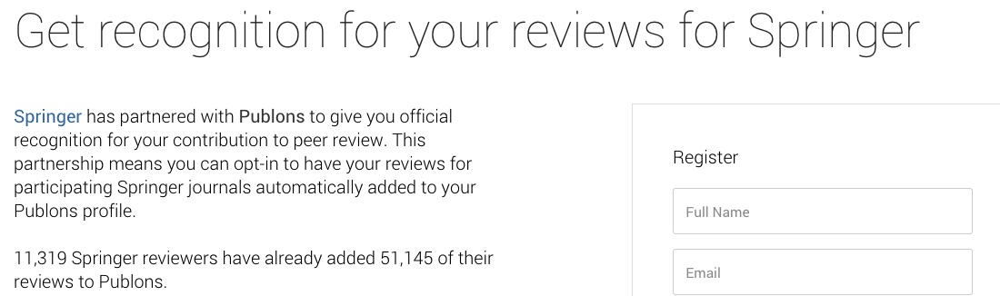 Get recognition for your reviews for Springer
Springer has partnered with Publons to give you official
recognition for your contribution to peer review. This
partnership means you can opt-in to have your reviews for
participating Springer journals automatically added to your
Publons profile.
11,319 Springer reviewers have already added 51,145 of their
reviews to Publons.
Register
Full Name
Email